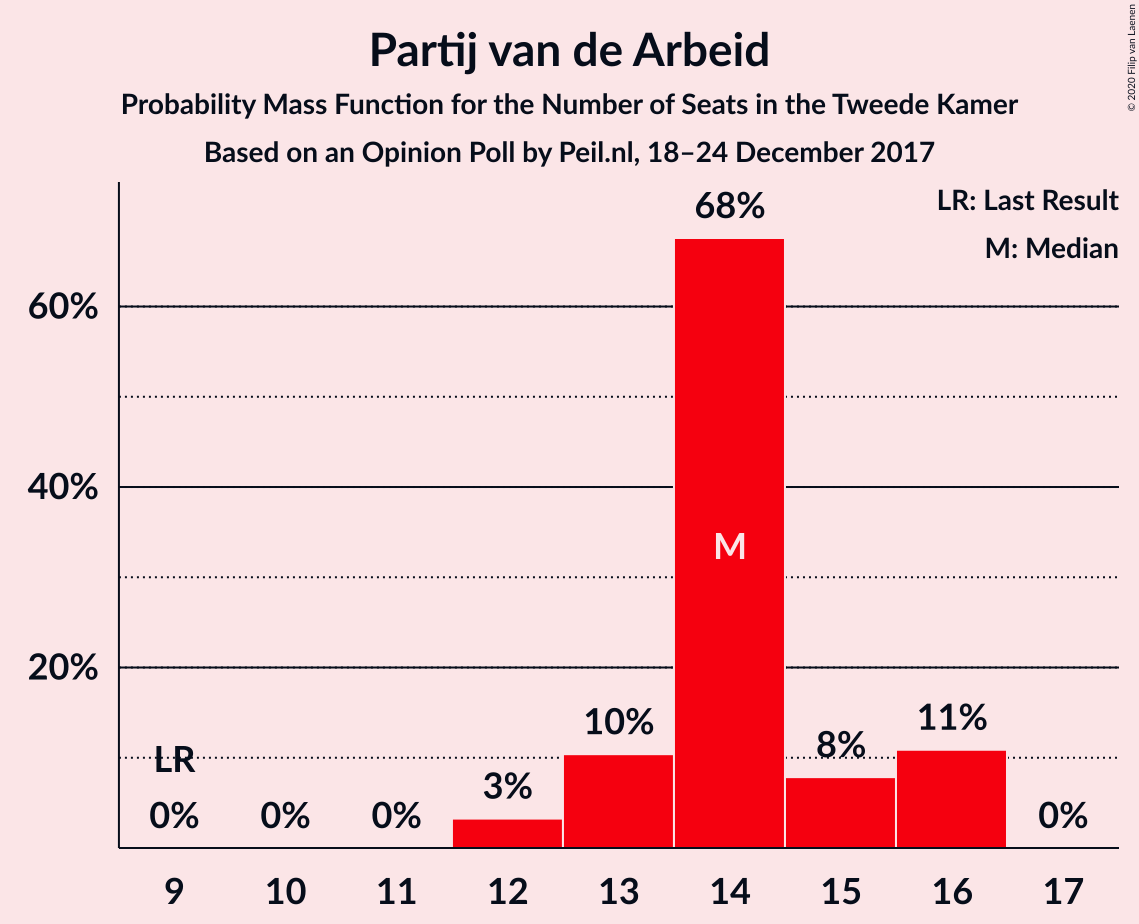 Partij van de Arbeid
Probability Mass Function for the Number of Seats in the Tweede Kamer
Based on an Opinion Poll by Peil.nl, 18–24 December 2017
© 2020 Filip van Laenen
LR: Last Result
M: Median
60%
40%
20%
LR
0%
0%
0%
3%
10%
68%
M
8%
11%
0%
9
10
11
12
13
14
15
16
17